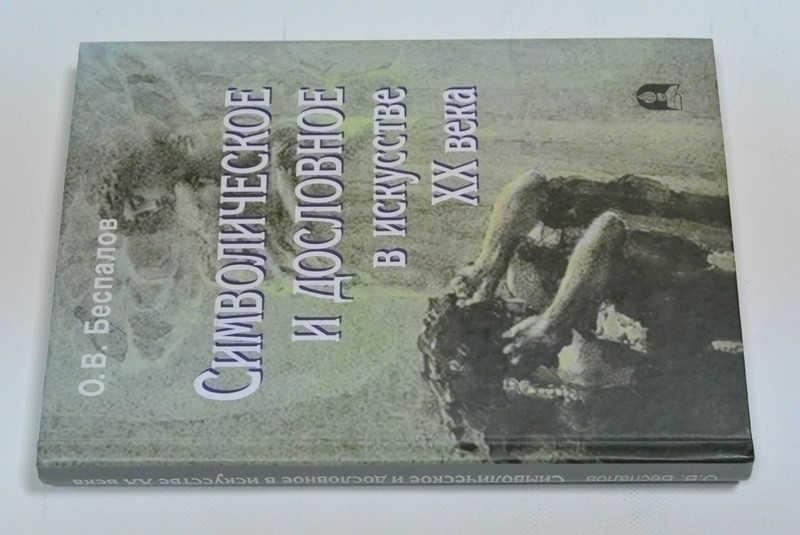 О.В. Беспалов
СИМВОЛИЧЕСКОЕ
И ДОСЛОВНОЕ
В ИСКУССТВЕ
XX ВЕКА
О.В. Беспалов Символическое и дословное в искусстве XX века